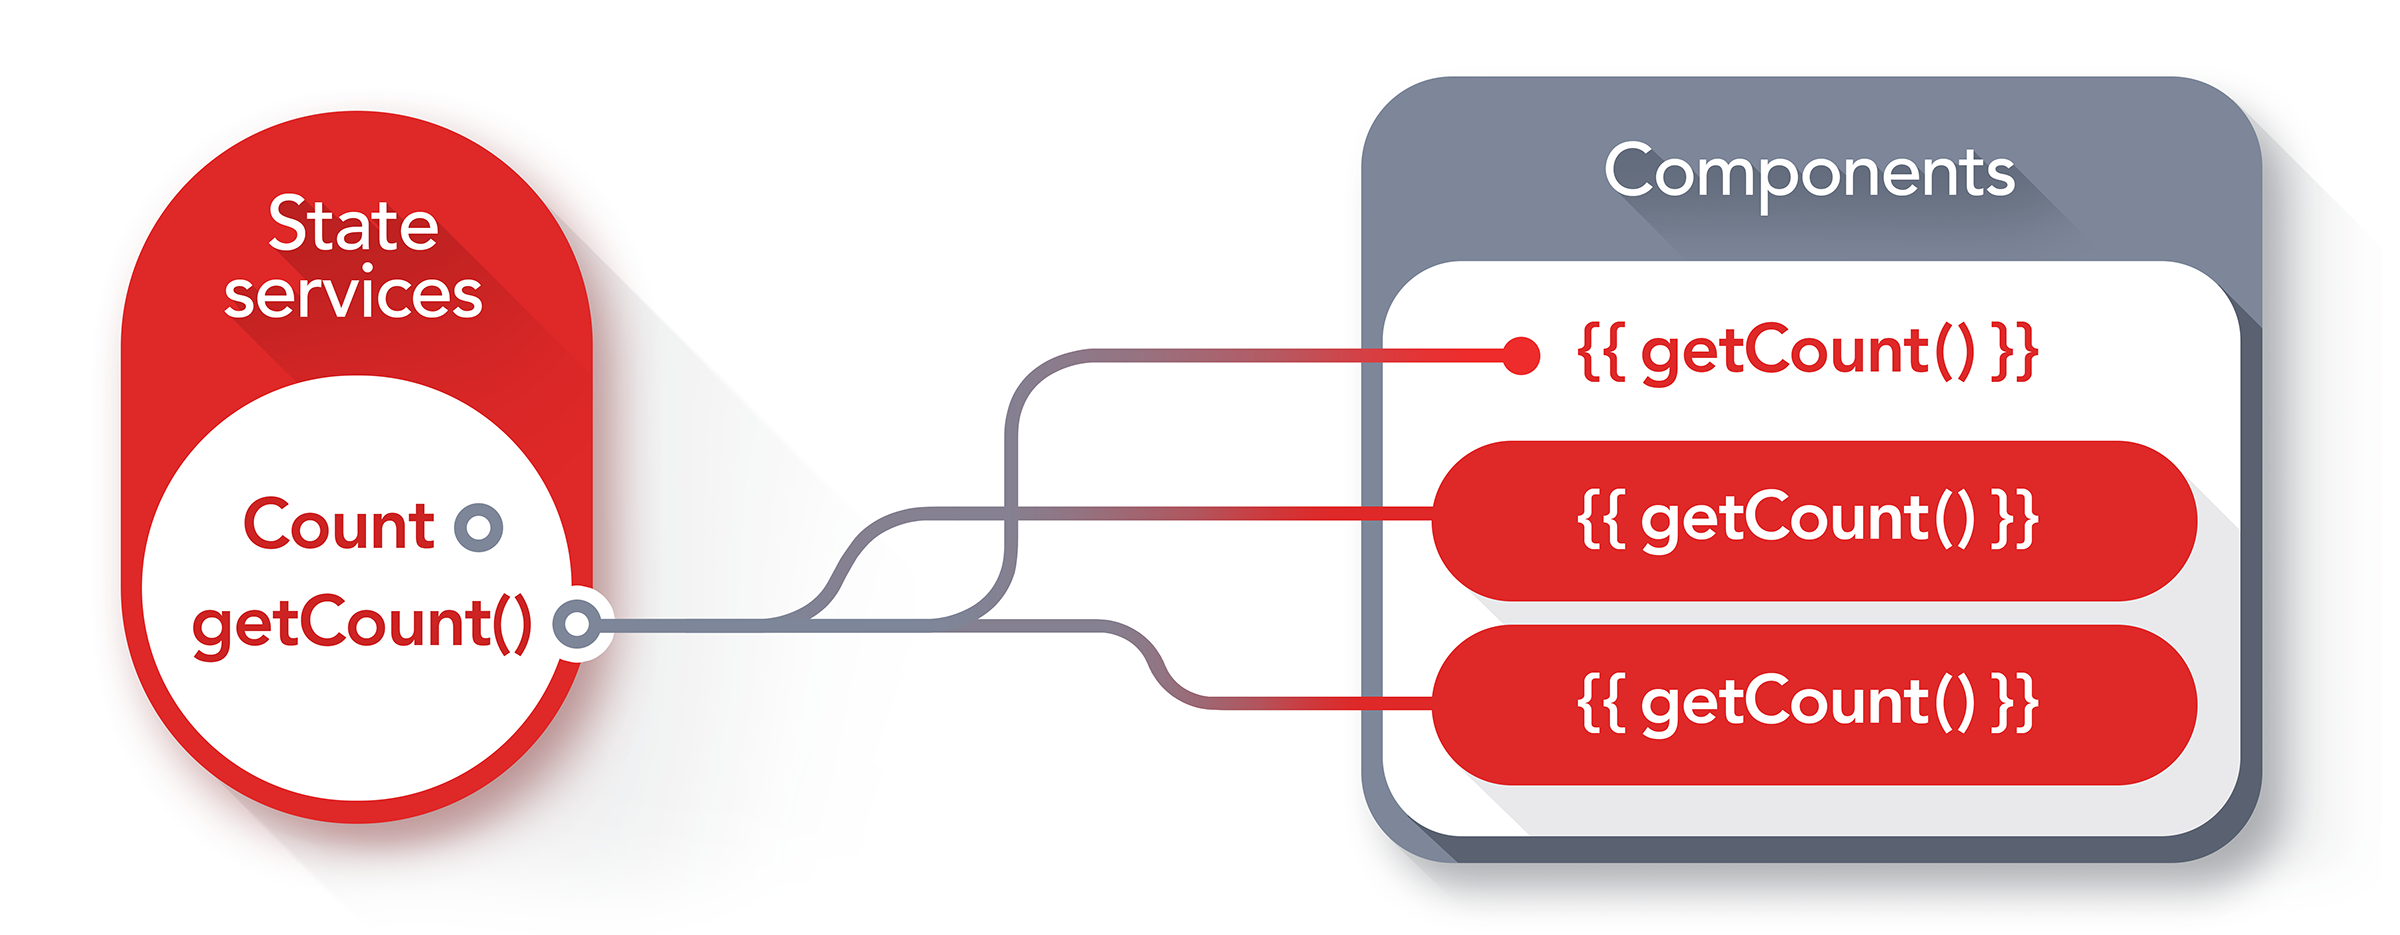 State
services
Count
getCount()
Components
{{ getCount() }}
{{ getCount() }}
{{ getCount() }}